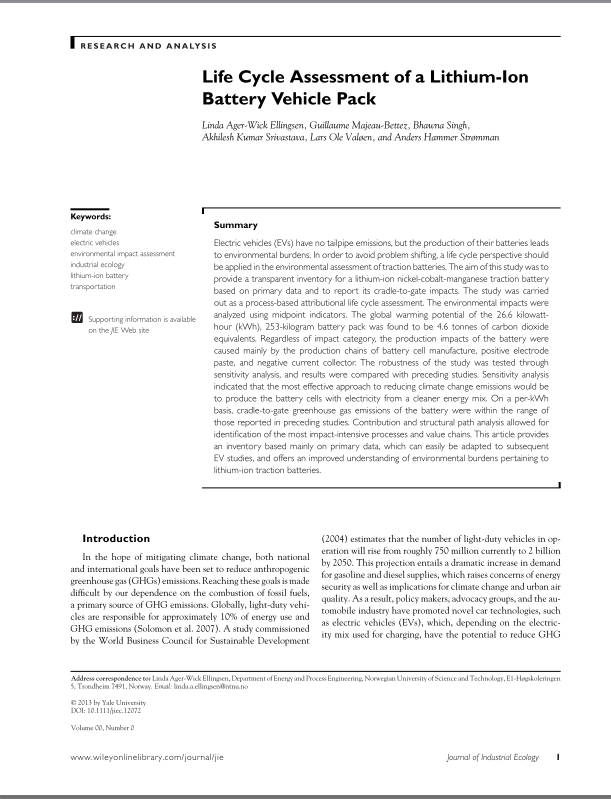 RESEARCH AND ANALYSIS
Life Cycle Assessment of a Lithium-Ion
Battery Vehicle Pack
Linda Ager-Wick Ellingsen, Guillaume Majeau-Bettez, Bhawna Singh,
Akhilesh Kumar Srivastava, Lars Ole Valøen, and Anders Hammer Strømman
Keywords:
climate change
electric vehicles
environmental impact assessment
industrial ecology
lithium-ion battery
transportation
Supporting information is available
on the JIE Web site
Summary
Electric vehicles (EVs) have no tailpipe emissions, but the production of their batteries leads
to environmental burdens. In order to avoid problem shifting, a life cycle perspective should
be applied in the environmental assessment of traction batteries. The aim of this study was to
provide a transparent inventory for a lithium-ion nickel-cobalt-manganese traction battery
based on primary data and to report its cradle-to-gate impacts. The study was carried
out as a process-based attributional life cycle assessment. The environmental impacts were
analyzed using midpoint indicators. The global warming potential of the 26.6 kilowatt-
hour (kWh), 253-kilogram battery pack was found to be 4.6 tonnes of carbon dioxide
equivalents. Regardless of impact category, the production impacts of the battery were
caused mainly by the production chains of battery cell manufacture, positive electrode
paste, and negative current collector. The robustness of the study was tested through
sensitivity analysis, and results were compared with preceding studies. Sensitivity analysis
indicated that the most effective approach to reducing climate change emissions would be
to produce the battery cells with electricity from a cleaner energy mix. On a per-kWh
basis, cradle-to-gate greenhouse gas emissions of the battery were within the range of
those reported in preceding studies. Contribution and structural path analysis allowed for
identification of the most impact-intensive processes and value chains. This article provides
an inventory based mainly on primary data, which can easily be adapted to subsequent
EV studies, and offers an improved understanding of environmental burdens pertaining to
lithium-ion traction batteries.
Introduction
In the hope of mitigating climate change, both national
and international goals have been set to reduce anthropogenic
greenhouse gas (GHGs) emissions. Reaching these goals is made
difficult by our dependence on the combustion of fossil fuels,
a primary source of GHG emissions. Globally, light-duty vehi-
cles are responsible for approximately 10% of energy use and
GHG emissions (Solomon et al. 2007). A study commissioned
by the World Business Council for Sustainable Development
(2004) estimates that the number of light-duty vehicles in op-
eration will rise from roughly 750 million currently to 2 billion
by 2050. This projection entails a dramatic increase in demand
for gasoline and diesel supplies, which raises concerns of energy
security as well as implications for climate change and urban air
quality. As a result, policy makers, advocacy groups, and the au-
tomobile industry have promoted novel car technologies, such
as electric vehicles (EVs), which, depending on the electric-
ity mix used for charging, have the potential to reduce GHG
Address correspondence to: Linda Ager-Wick Ellingsen, Department of Energy and Process Engineering, Norwegian University of Science and Technology, E1-Høgskoleringen
5, Trondheim 7491, Norway. Email: linda.a.ellingsen@ntnu.no
© 2013 by Yale University
DOI: 10.1111/jiec.12072
Volume 00, Number 0
www.wileyonlinelibrary.com/journal/jie
Journal of Industrial Ecology 1